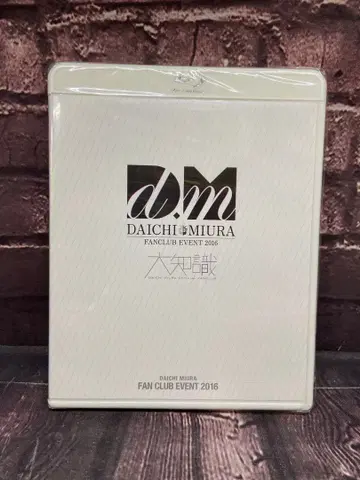 D.M
d.m
DAICHI MIURA
FANCLUB EVENT 2016
大知識
DAICHI MIURA
FAN CLUB EVENT 2016